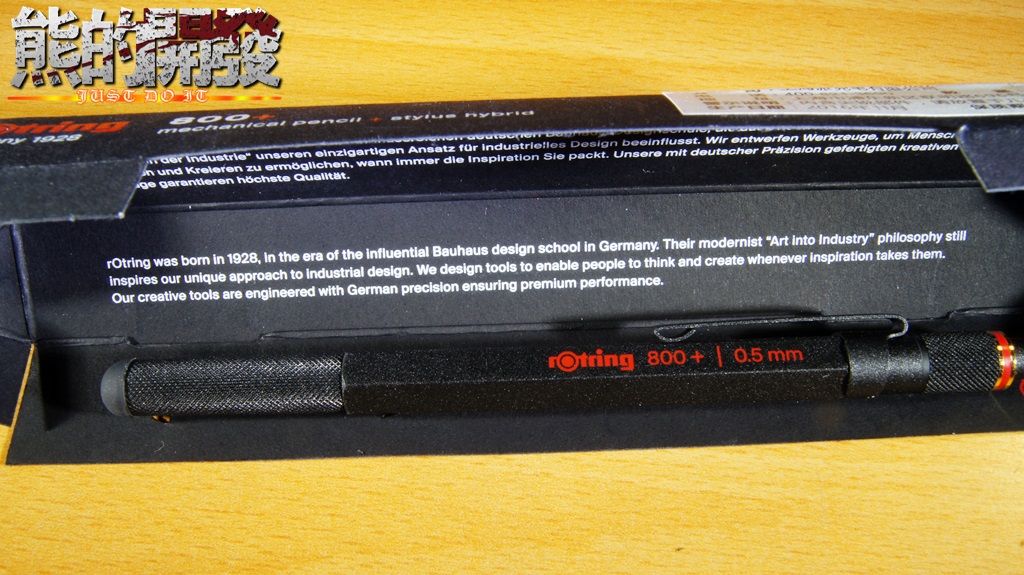 熊的爆發
JUST DO IT
rotring
800+
mechanical pencil + stylus hybrid
ny 1928
n der Industrie“ unseren einzigartigen Ansatz für industrielles Design beeinflusst. Wir entwerfen Werkzeuge, um Mensc
en und Kreieren zu ermöglichen, wann immer die Inspiration Sie packt. Unsere mit deutscher Präzision gefertigten kreativen
ge garantieren höchste Qualität.
rOtring was born in 1928, in the era of the influential Bauhaus design school in Germany. Their modernist “Art into Industry” philosophy still
inspires our unique approach to industrial design. We design tools to enable people to think and create whenever inspiration takes them.
Our creative tools are engineered with German precision ensuring premium performance.
rotring 800+ | 0.5 mm